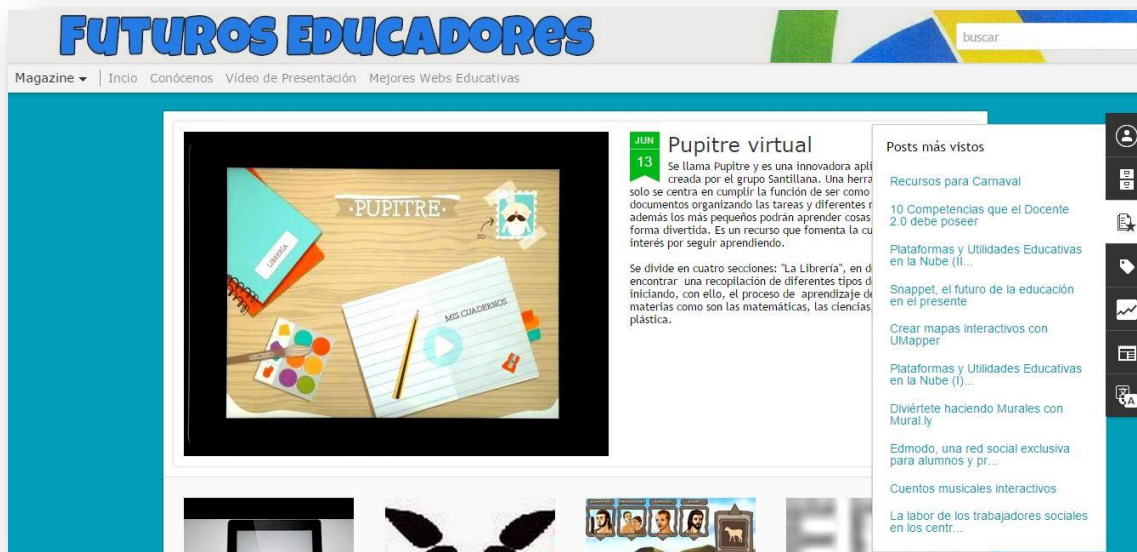 FUTUROS EDUCADORES
buscar
Magazine
Incio Conócenos Vídeo de Presentación Mejores Webs Educativas
·PUPITRE·
YO
LIBRERÍA
MIS CUADERNOS
JUN
13
Pupitre virtual
Se llama Pupitre y es una innovadora
creada por el grupo Santillana. Una
solo se centra en cumplir la función de ser como
documentos organizando las tareas y diferentes
además los más pequeños podrán aprender cosas
forma divertida. Es un recurso que fomenta la
interés por seguir aprendiendo.
Se divide en cuatro secciones: "La Librería", en
encontrar una recopilación de diferentes tipos
iniciando, con ello, el proceso de aprendizaje
materias como son las matemáticas, las ciencias
plástica.
Posts más vistos
Recursos para Carnaval
10 Competencias que el Docente
2.0 debe poseer
Plataformas y Utilidades Educativas
en la Nube (II...
Snappet, el futuro de la educación
en el presente
Crear mapas interactivos con
UMapper
Plataformas y Utilidades Educativas
en la Nube (I)...
Diviértete haciendo Murales con
Mural.ly
Edmodo, una red social exclusiva
para alumnos y pr...
Cuentos musicales interactivos
La labor de los trabajadores sociales
en los centr...